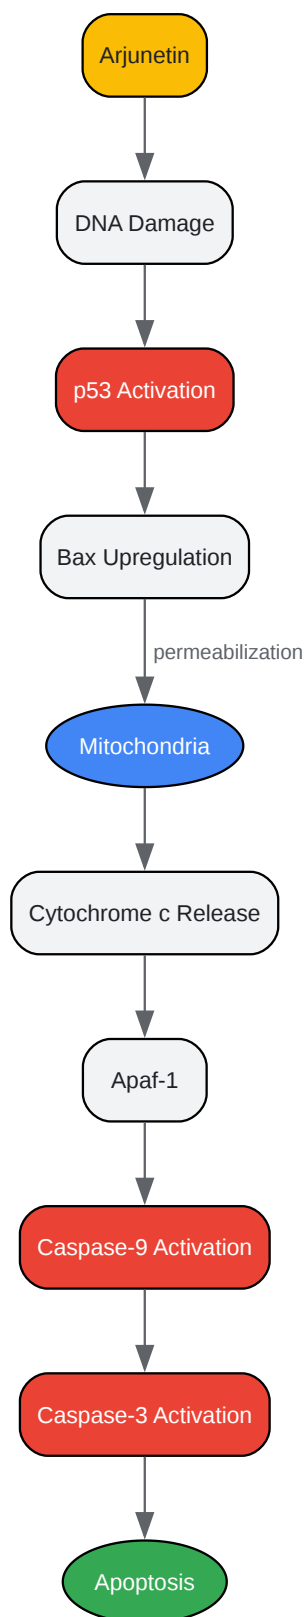 Arjunetin
DNA Damage
p53 Activation
Bax Upregulation
permeabilization
Mitochondria
Cytochrome c Release
Apaf-1
Caspase-9 Activation
Caspase-3 Activation
Apoptosis